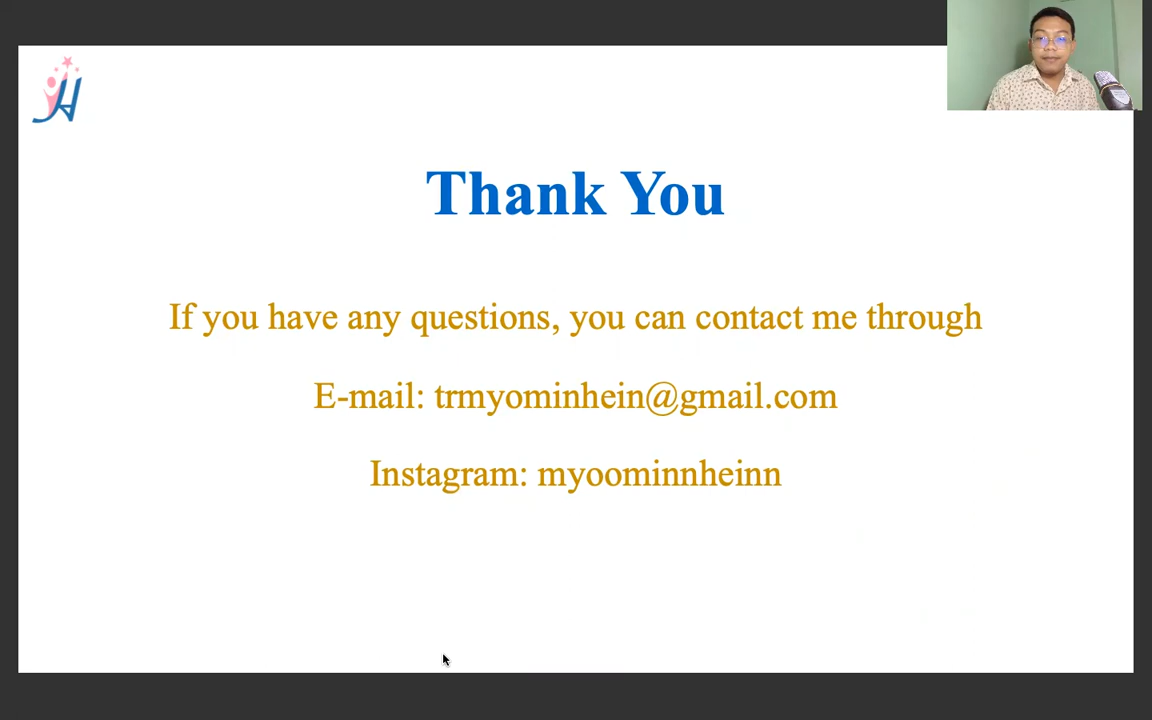 Thank You
If you have any questions, you can contact me through
E-mail: trmyominhein@gmail.com
Instagram: myoominnheinn